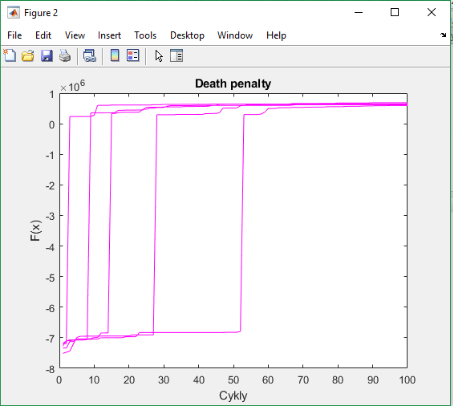 Figure 2
File Edit View Insert Tools Desktop Window Help
×10^6
Death penalty
1
0
-1
-2
-3
-4
-5
-6
-7
-8
F(x)
0 10 20 30 40 50 60 70 80 90 100
Cykly